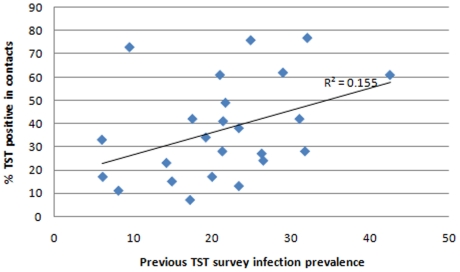 90
80
70
60
50
40
30
20
10
0
% TST positive in contacts
R² = 0.155
0 10 20 30 40 50
Previous TST survey infection prevalence